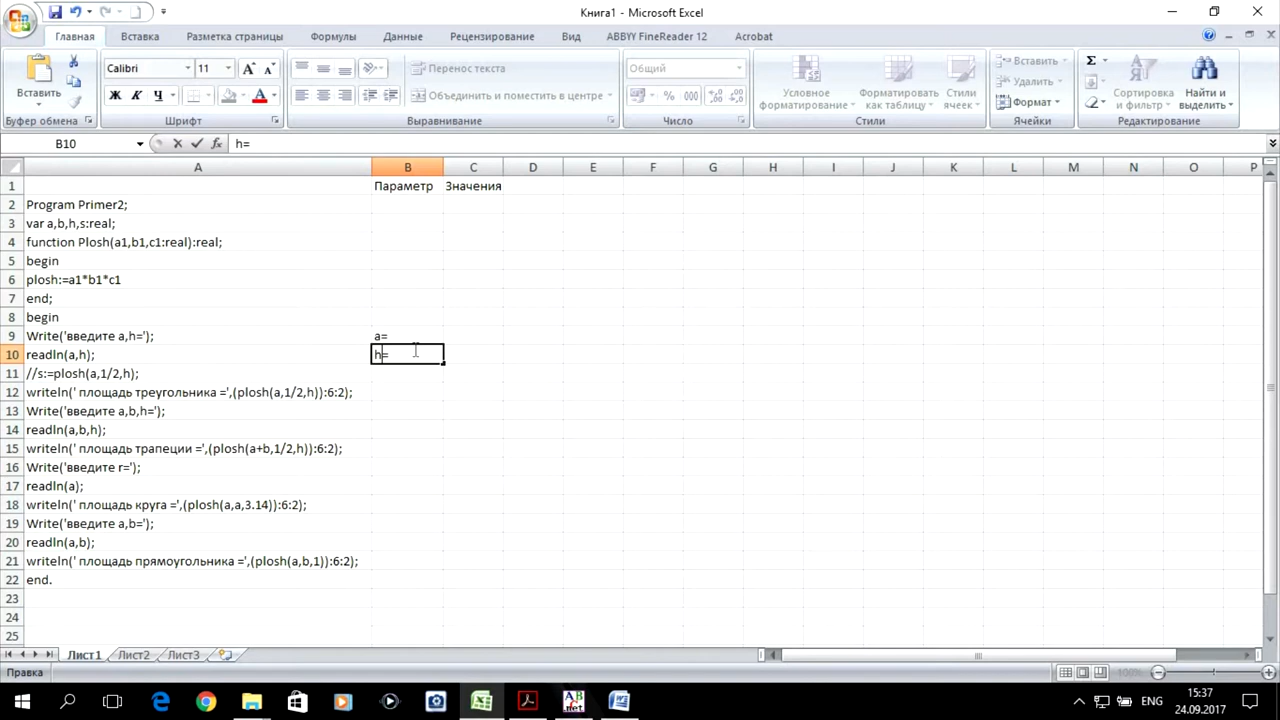 Книга1 - Microsoft Excel
Главная Вставка Разметка страницы Формулы Данные Рецензирование Вид ABBYY FineReader 12 Acrobat
Вставить
Буфер обмена
Calibri 11
Ж К Ч
Шрифт
Перенос текста
Объединить и поместить в центре
Выравнивание
Общий
% 000
Число
Условное форматирование
Форматировать как таблицу
Стили ячеек
Стили
Вставить
Удалить
Формат
Ячейки
Сортировка и фильтр
Найти и выделить
Редактирование
B10 h=
A B C D E F G H I J K L M N O P
1 Параметр Значения
2 Program Primer2;
3 var a,b,h,s:real;
4 function Plosh(a1,b1,c1:real):real;
5 begin
6 plosh:=a1*b1*c1
7 end;
8 begin
9 Write('введите a,h='); a=
10 readln(a,h); h=
11 //s:=plosh(a,1/2,h);
12 writeln(' площадь треугольника =',(plosh(a,1/2,h)):6:2);
13 Write('введите a,b,h=');
14 readln(a,b,h);
15 writeln(' площадь трапеции =',(plosh(a+b,1/2,h)):6:2);
16 Write('введите r=');
17 readln(a);
18 writeln(' площадь круга =',(plosh(a,a,3.14)):6:2);
19 Write('введите a,b=');
20 readln(a,b);
21 writeln(' площадь прямоугольника =',(plosh(a,b,1)):6:2);
22 end.
23
24
25
Лист1 Лист2 Лист3
Правка 100%
ENG 15:37
24.09.2017